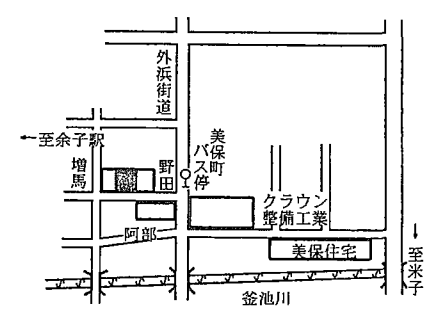 外浜街道
←至余子駅
増馬
野田
美保町
バス停
クラウン
整備工業
阿部
美保住宅
→至米子
釜池川